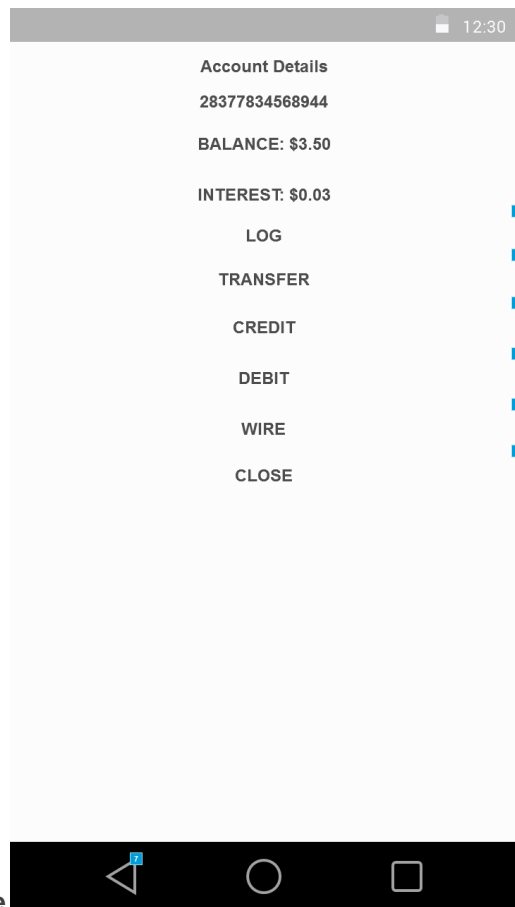 12:30
Account Details
28377834568944
BALANCE: $3.50
INTEREST: $0.03
LOG
TRANSFER
CREDIT
DEBIT
WIRE
CLOSE
7